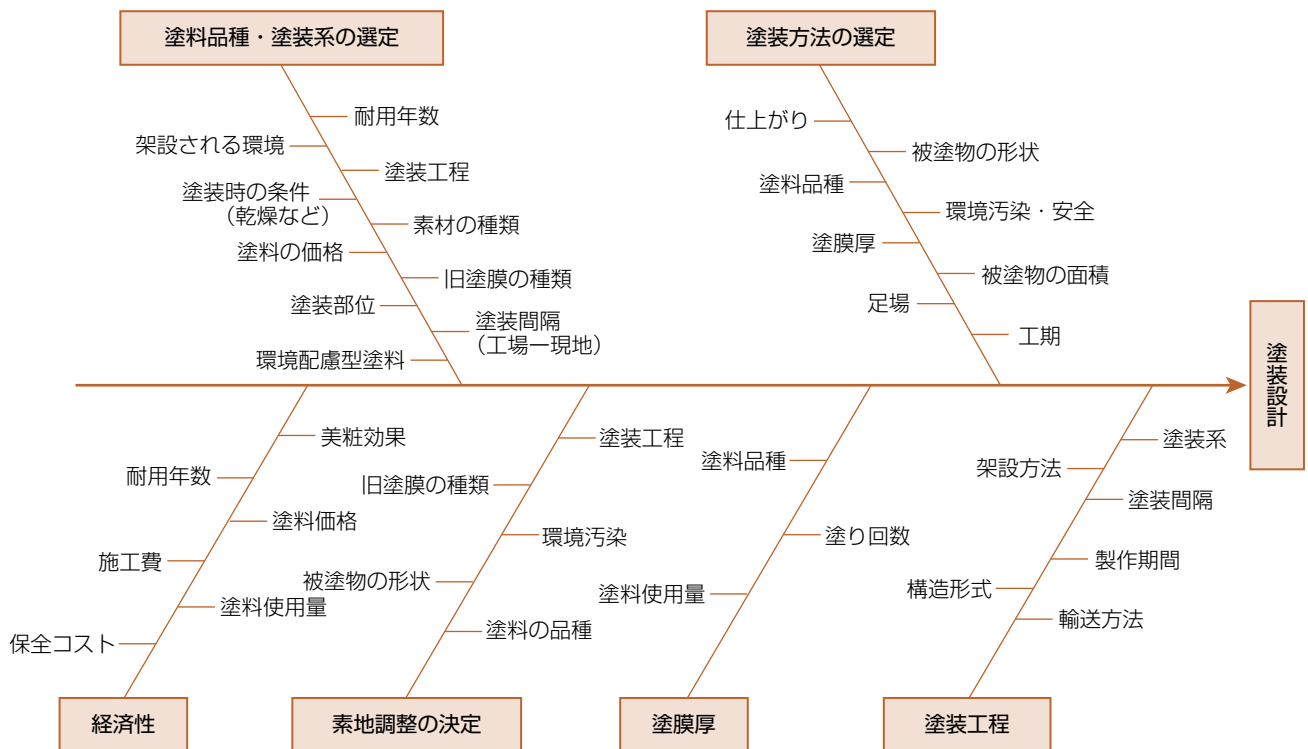 塗料品種・塗装系の選定
耐用年数
架設される環境
塗装工程
塗装時の条件
（乾燥など）
素材の種類
塗料の価格
旧塗膜の種類
塗装部位
塗装間隔
（工場ー現地）
環境配慮型塗料
塗装方法の選定
仕上がり
被塗物の形状
塗料品種
環境汚染・安全
塗膜厚
被塗物の面積
足場
工期
塗装設計
美粧効果
耐用年数
塗料価格
施工費
塗料使用量
保全コスト
経済性
塗装工程
旧塗膜の種類
環境汚染
被塗物の形状
塗料の品種
素地調整の決定
塗料品種
塗り回数
塗料使用量
塗膜厚
塗装系
架設方法
塗装間隔
製作期間
構造形式
輸送方法
塗装工程